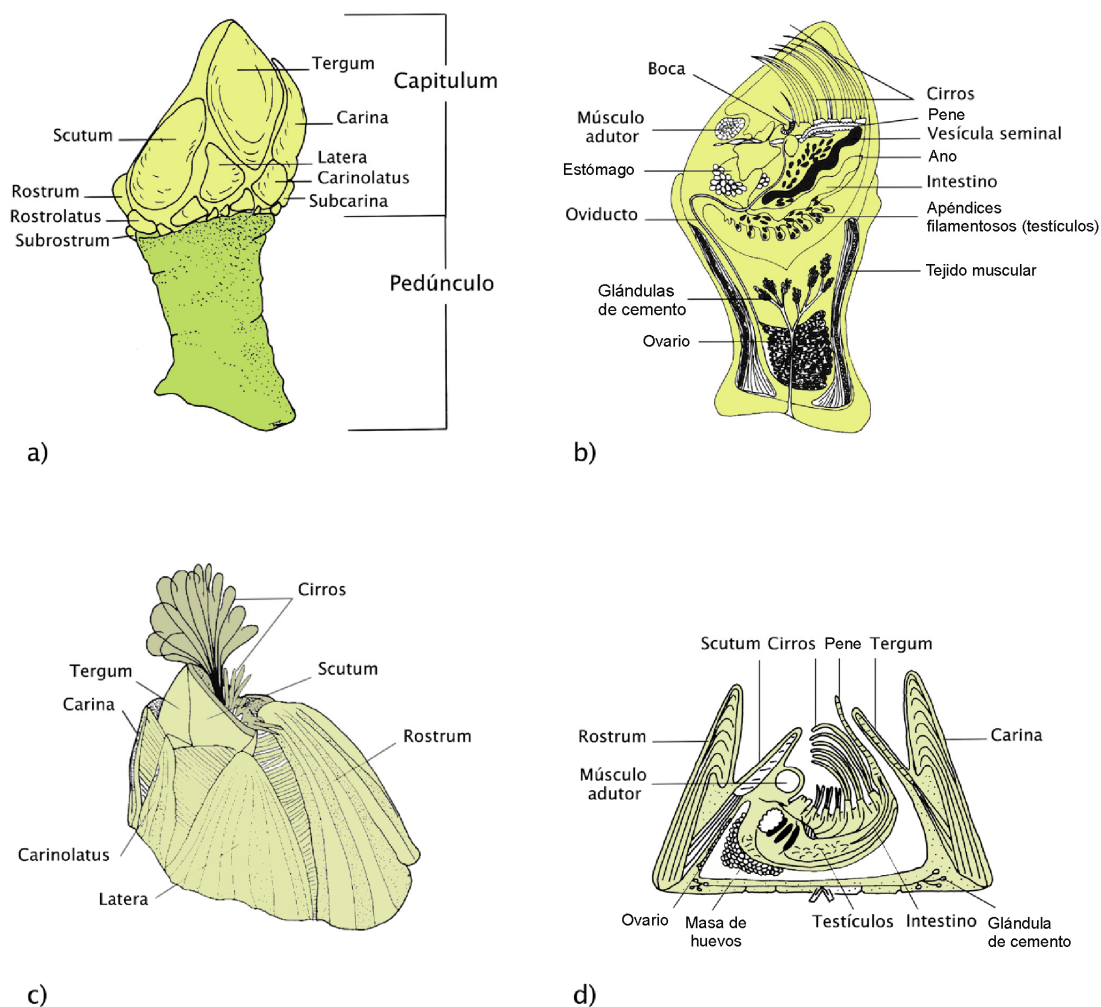 Tergum
Capitulum
Carina
Scutum
Latera
Carinolatus
Rostrum
Subcarina
Rostrolatus
Subrostrum
Pedúnculo
a)
Boca
Cirros
Músculo
adutor
Pene
Vesícula seminal
Ano
Estómago
Intestino
Oviducto
Apéndices
filamentosos (testículos)
Tejido muscular
Glándulas
de cemento
Ovario
b)
Cirros
Tergum
Scutum
Carina
Rostrum
Carinolatus
Latera
c)
Scutum
Cirros
Pene
Tergum
Rostrum
Carina
Músculo
adutor
Ovario
Masa de
huevos
Testículos
Intestino
Glándula
de cemento
d)